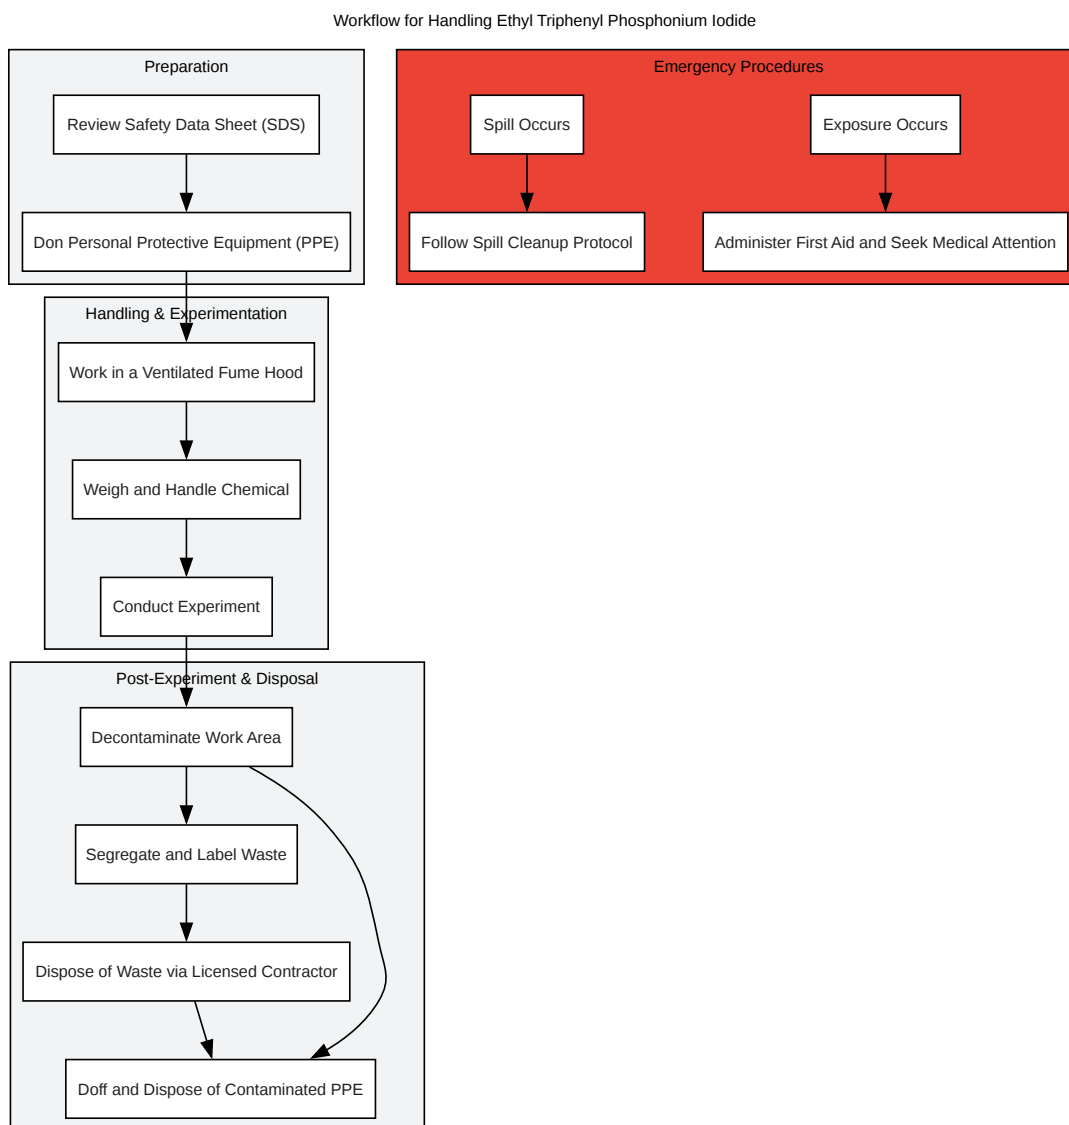 Workflow for Handling Ethyl Triphenyl Phosphonium Iodide
Preparation
Review Safety Data Sheet (SDS)
Don Personal Protective Equipment (PPE)
Emergency Procedures
Spill Occurs
Exposure Occurs
Follow Spill Cleanup Protocol
Administer First Aid and Seek Medical Attention
Handling & Experimentation
Work in a Ventilated Fume Hood
Weigh and Handle Chemical
Conduct Experiment
Post-Experiment & Disposal
Decontaminate Work Area
Segregate and Label Waste
Dispose of Waste via Licensed Contractor
Doff and Dispose of Contaminated PPE